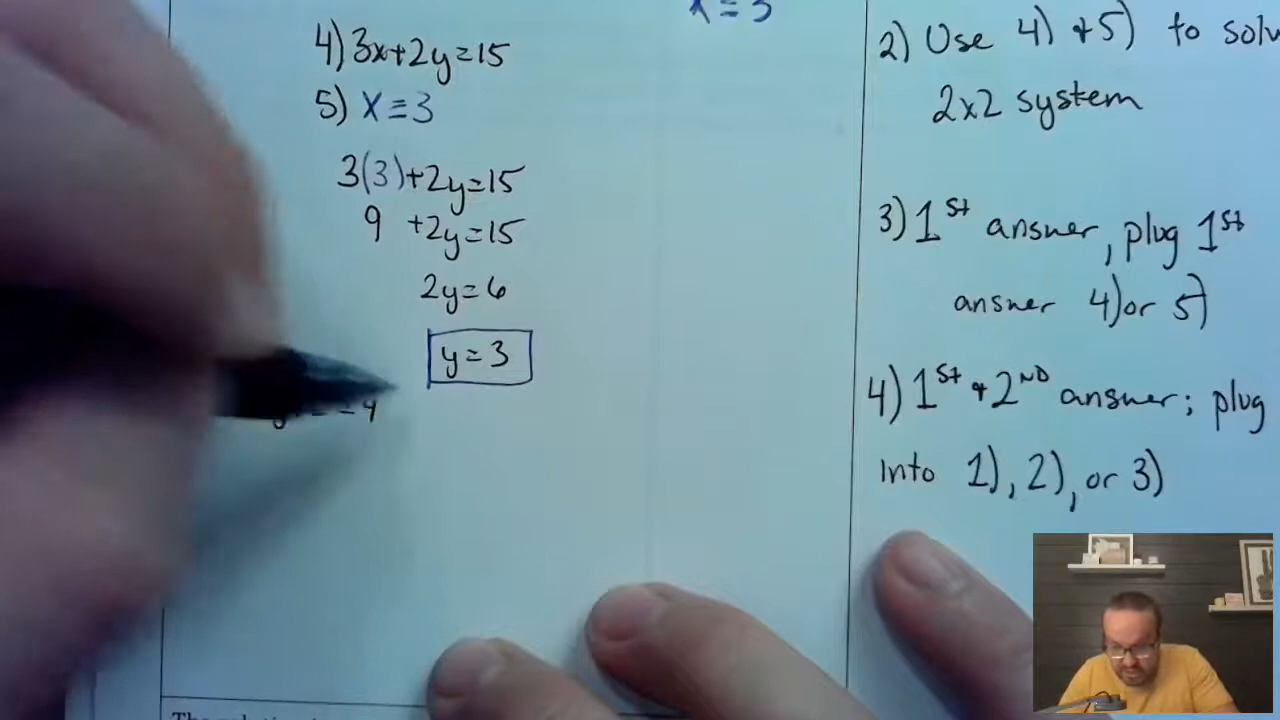 x=3
4) 3x+2y=15
5) x=3
3(3)+2y=15
9 +2y=15
2y=6
y=3
2) Use 4) + 5) to solv
2x2 system
3) 1st answer, plug 1st
answer 4) or 5)
4) 1st + 2ND answer; plug
Into 1), 2), or 3)